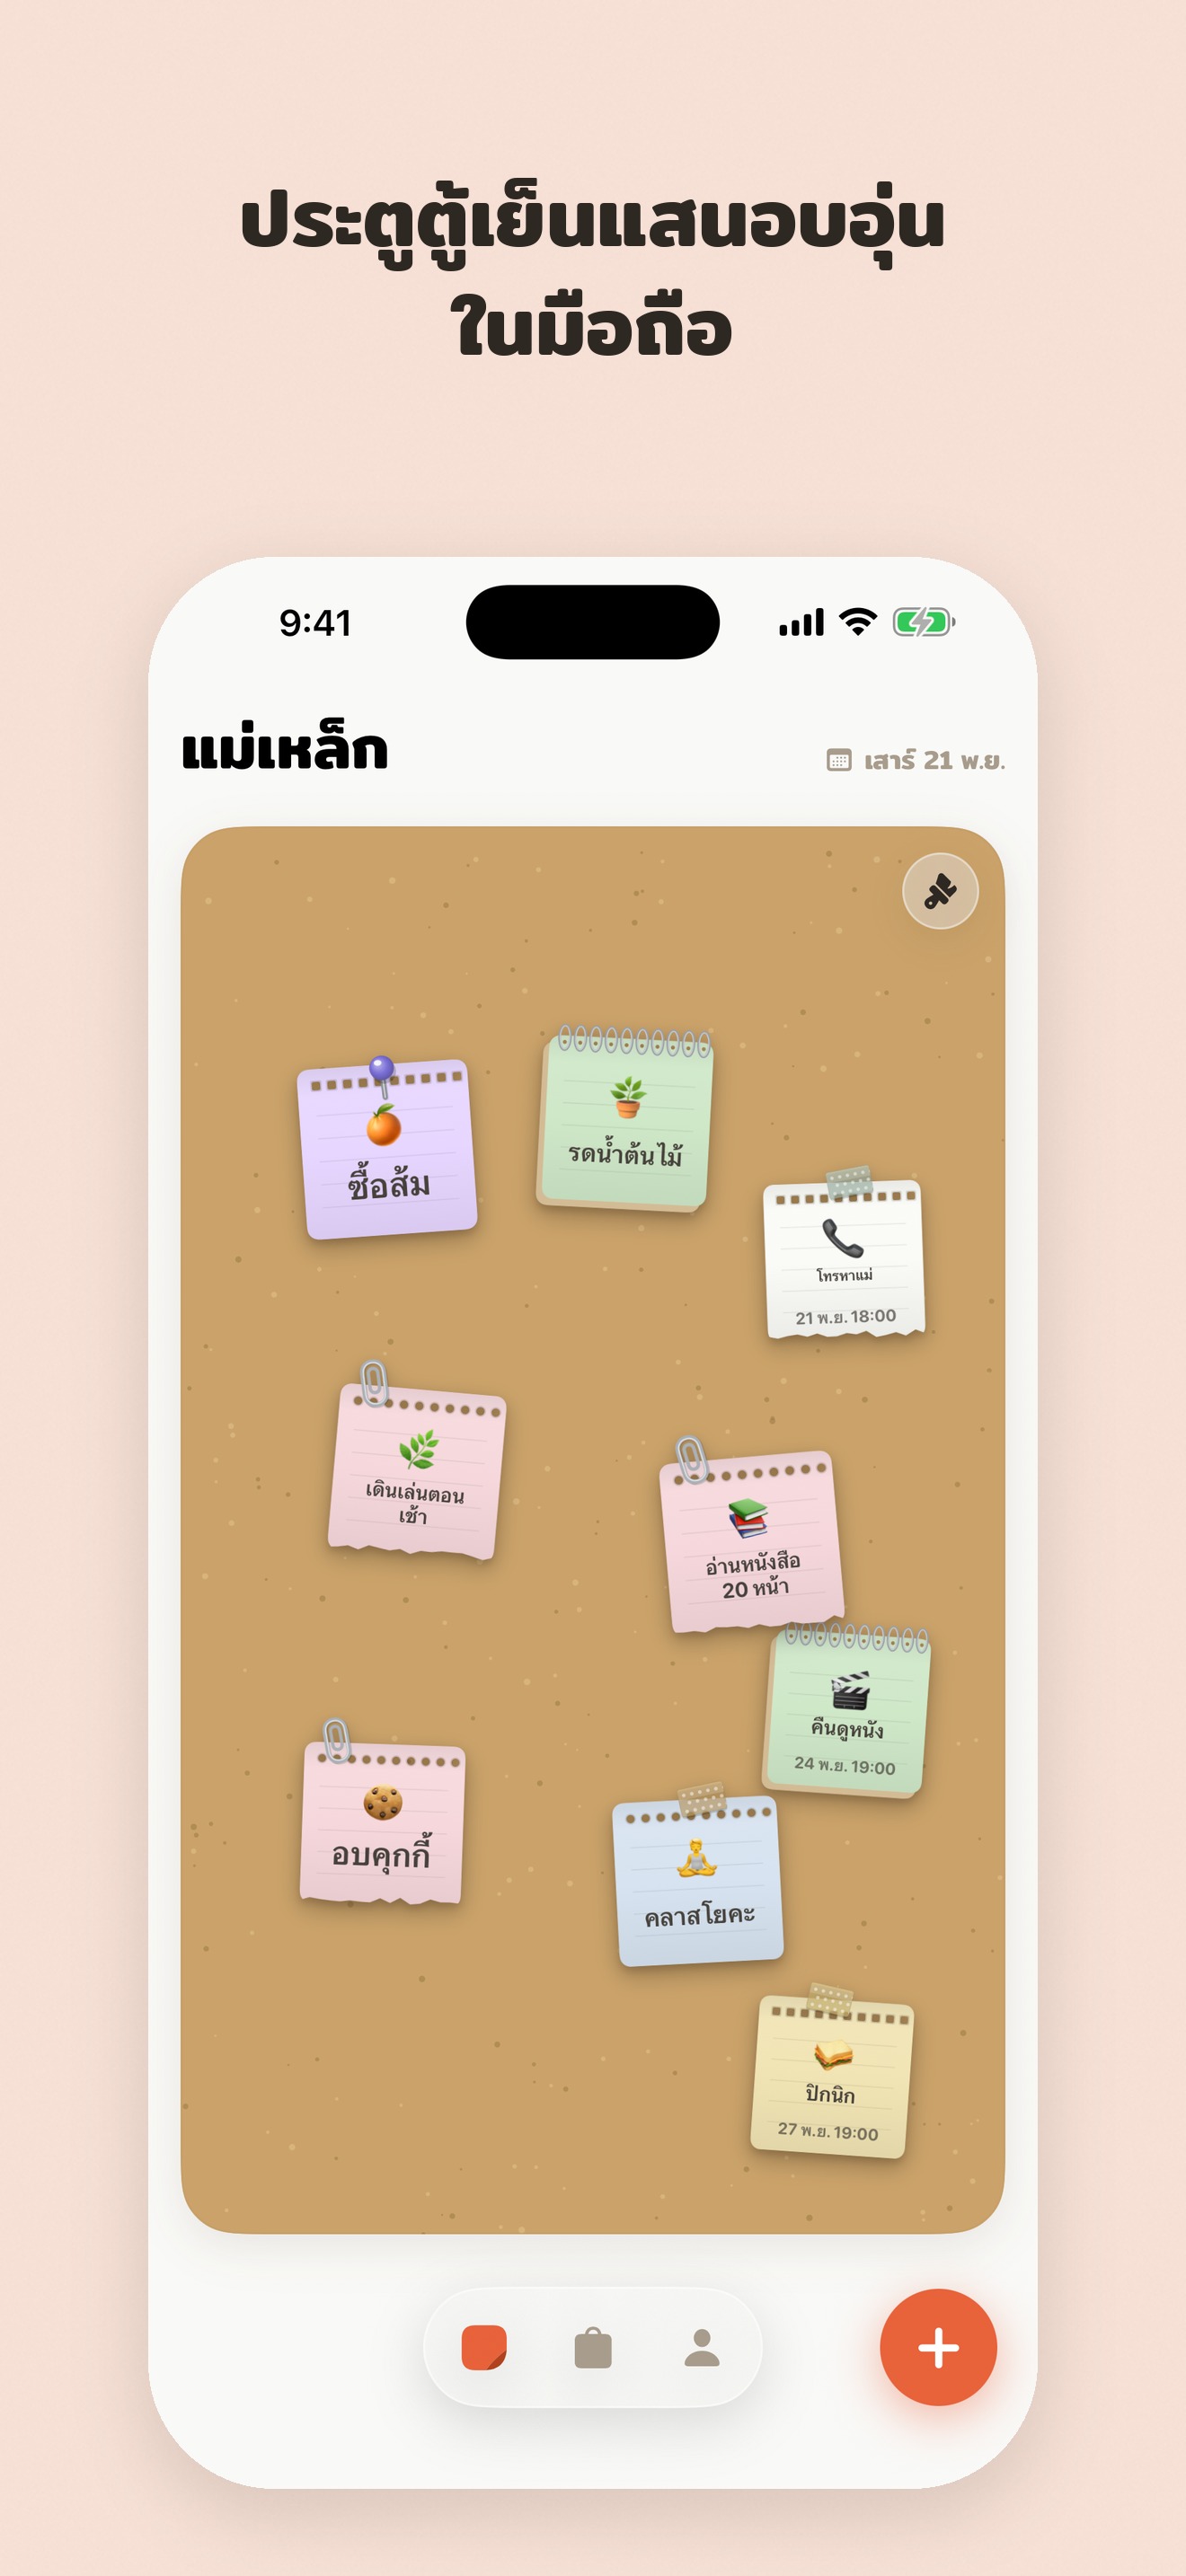 ประตูตู้เย็นแสนอบอุ่น
ในมือถือ
9:41
แม่เหล็ก
เสาร์ 21 พ.ย.
ซื้อส้ม
รดน้ำต้นไม้
โทรหาแม่
21 พ.ย. 18:00
เดินเล่นตอน
เช้า
อ่านหนังสือ
20 หน้า
คืนดูหนัง
24 พ.ย. 19:00
อบคุกกี้
คลาสโยคะ
ปิกนิก
27 พ.ย. 19:00